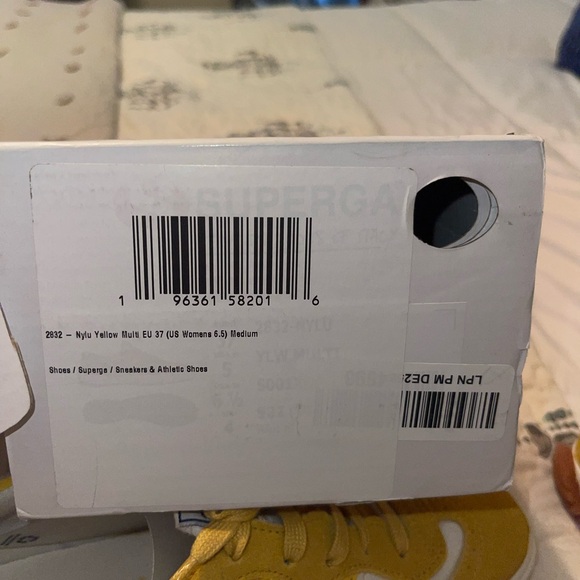 SUPERGA
1 96361 58201 6
2832 – Nylu Yellow Multi EU 37 (US Womens 6.5) Medium
Shoes / Superga / Sneakers & Athletic Shoes
LPN PM DE2